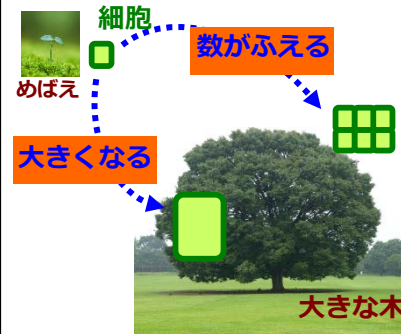 細胞
数がふえる
めばえ
大きくなる
大きな木